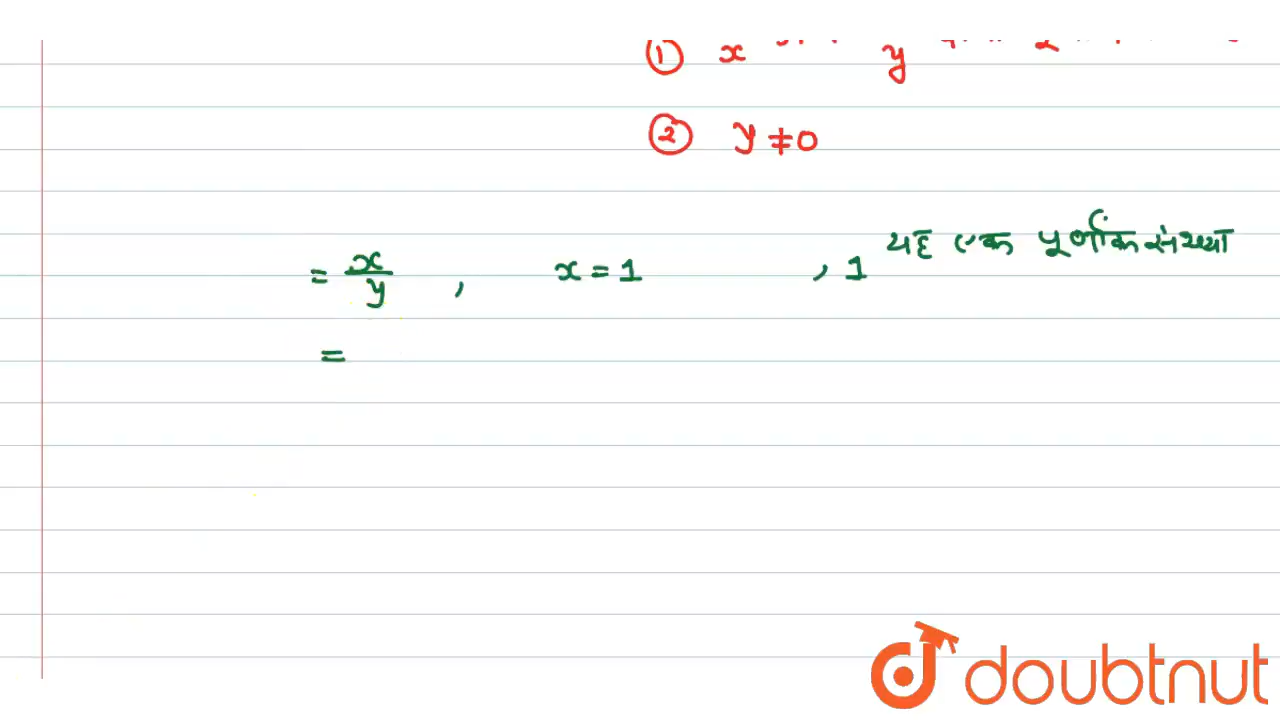 ① x y
② y ≠ 0
= x/y , x = 1 , 1 यह एक पूर्णांक संख्या
=
doubtnut